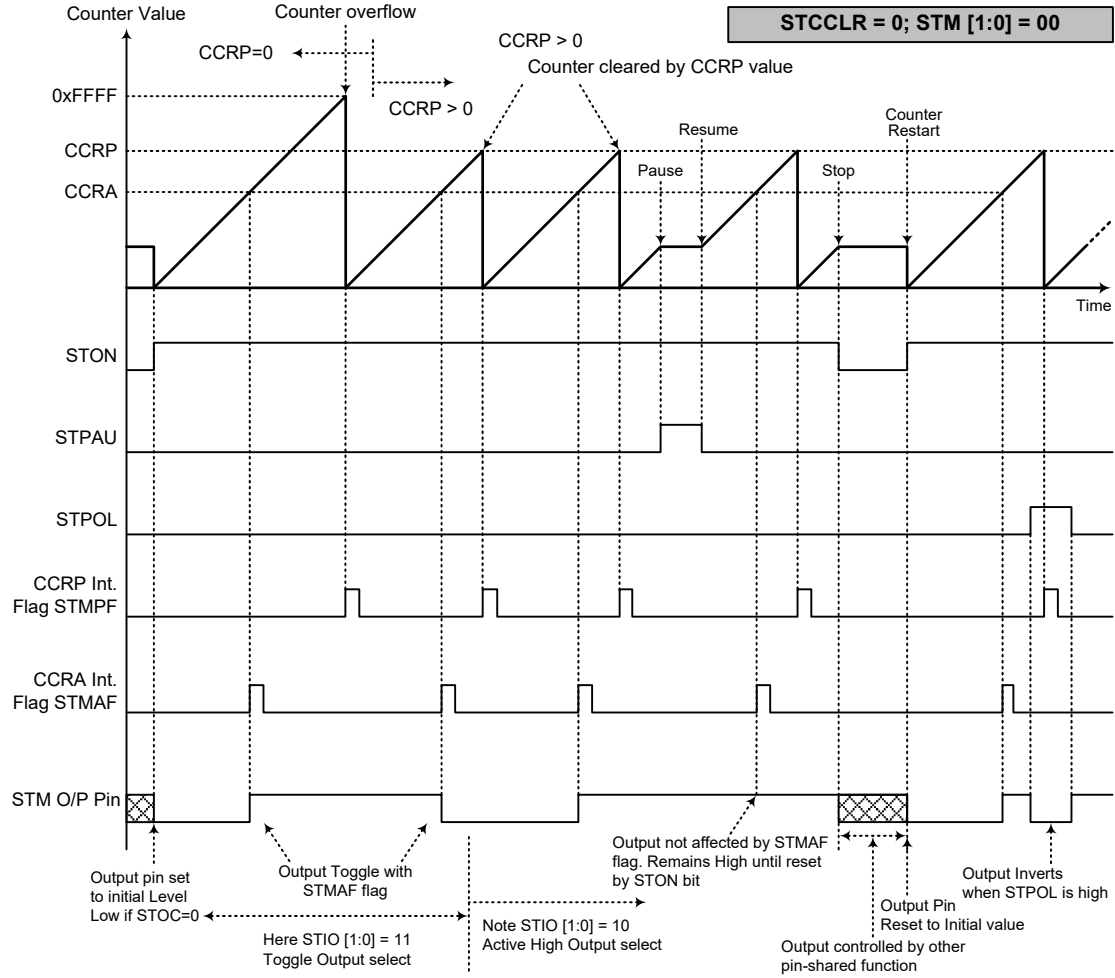 Counter Value
Counter overflow
STCCLR = 0; STM [1:0] = 00
CCRP=0
CCRP > 0
CCRP > 0
Counter cleared by CCRP value
0xFFFF
CCRP
CCRA
Pause
Resume
Stop
Counter
Restart
Time
STON
STPAU
STPOL
CCRP Int.
Flag STMPF
CCRA Int.
Flag STMAF
STM O/P Pin
Output pin set
to initial Level
Low if STOC=0
Output Toggle with
STMAF flag
Here STIO [1:0] = 11
Toggle Output select
Output not affected by STMAF
flag. Remains High until reset
by STON bit
Note STIO [1:0] = 10
Active High Output select
Output Pin
Reset to Initial value
Output controlled by other
pin-shared function
Output Inverts
when STPOL is high